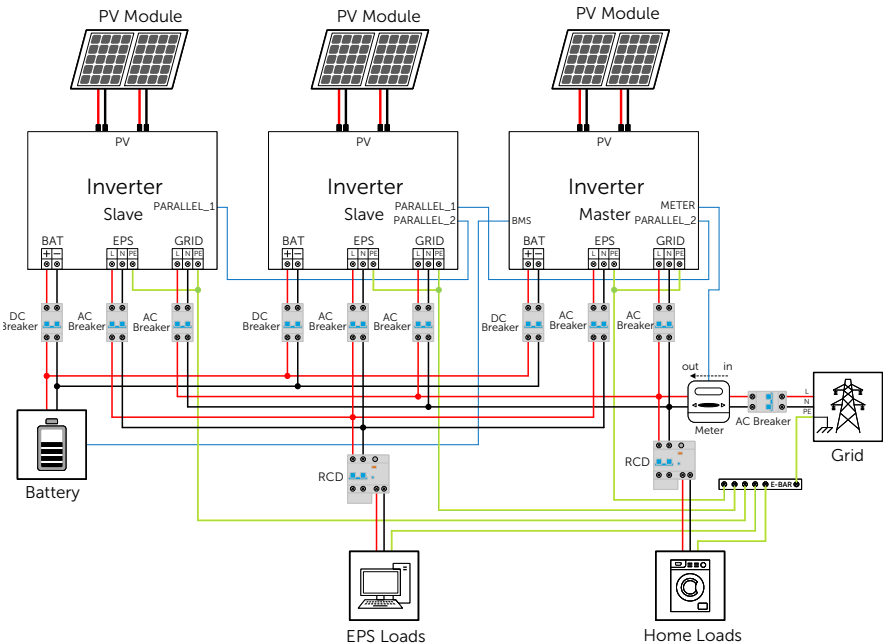 PV Module
PV Module
PV Module
PV
PV
PV
Inverter
Slave
PARALLEL_1
BAT
EPS
GRID
+ −
L N PE
L N PE
Inverter
Slave
PARALLEL_1
PARALLEL_2
BAT
EPS
GRID
+ −
L N PE
L N PE
Inverter
Master
BMS
METER
PARALLEL_2
BAT
EPS
GRID
+ −
L N PE
L N PE
DC
Breaker
AC
Breaker
AC
Breaker
DC
Breaker
AC
Breaker
AC
Breaker
DC
Breaker
AC
Breaker
AC
Breaker
out in
Meter
AC Breaker
L
N
PE
Grid
Battery
RCD
RCD
E-BAR
EPS Loads
Home Loads